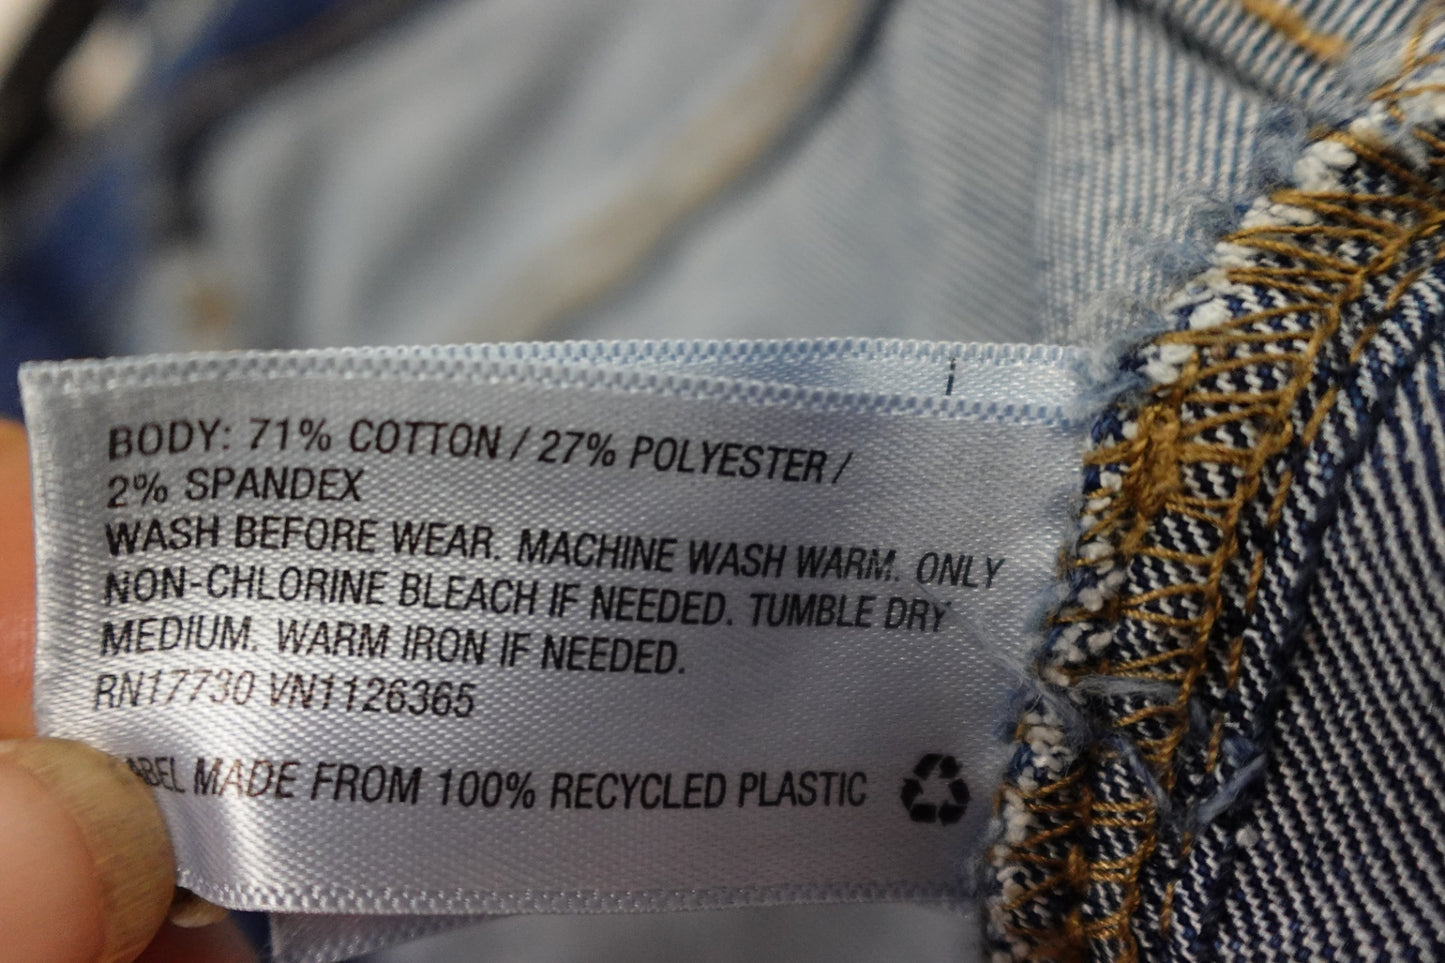 BODY: 71% COTTON / 27% POLYESTER /
2% SPANDEX
WASH BEFORE WEAR. MACHINE WASH WARM. ONLY
NON-CHLORINE BLEACH IF NEEDED. TUMBLE DRY
MEDIUM. WARM IRON IF NEEDED.
RN17730 VN1126365
LABEL MADE FROM 100% RECYCLED PLASTIC